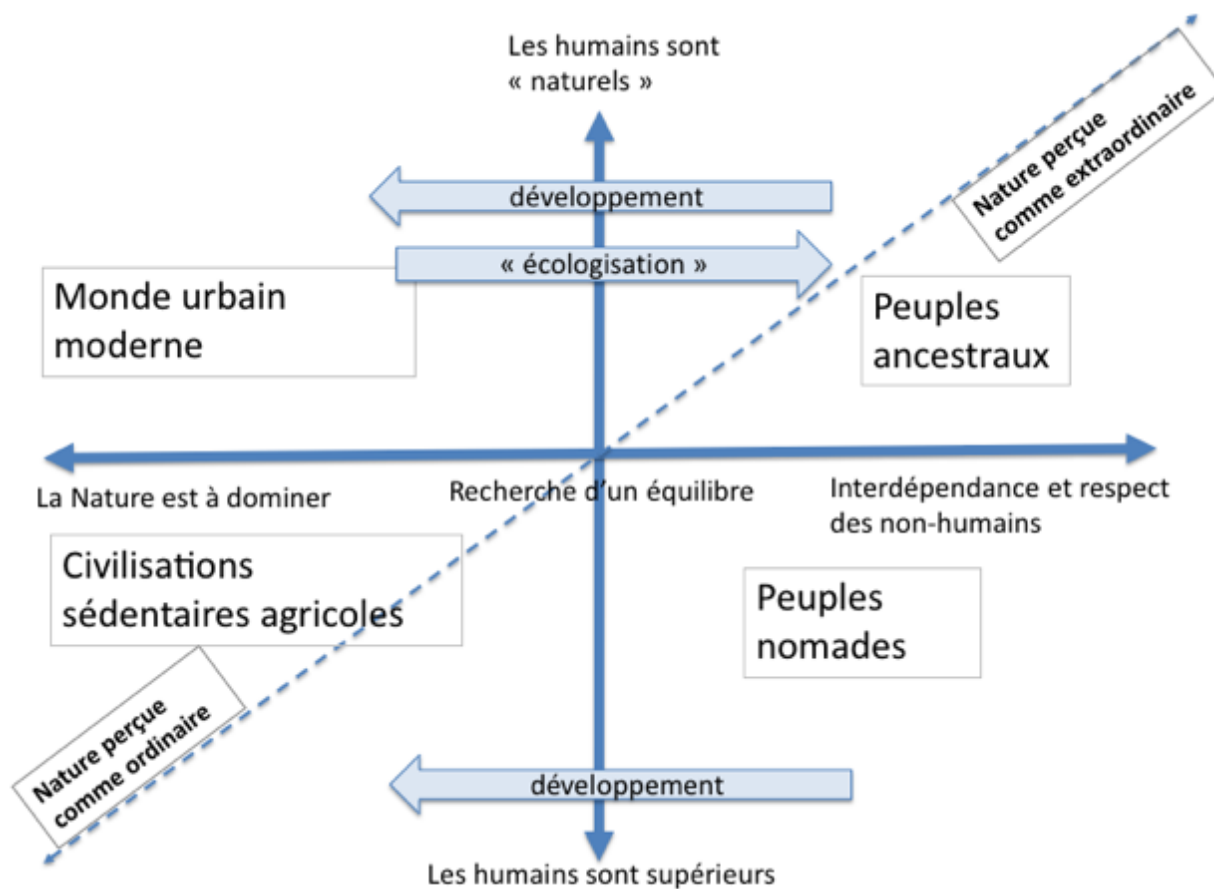 Les humains sont
« naturels »
Nature perçue
comme extraordinaire
développement
« écologisation »
Monde urbain
moderne
Peuples
ancestraux
La Nature est à dominer
Recherche d'un équilibre
Interdépendance et respect
des non-humains
Civilisations
sédentaires agricoles
Peuples
nomades
Nature perçue
comme ordinaire
développement
Les humains sont supérieurs